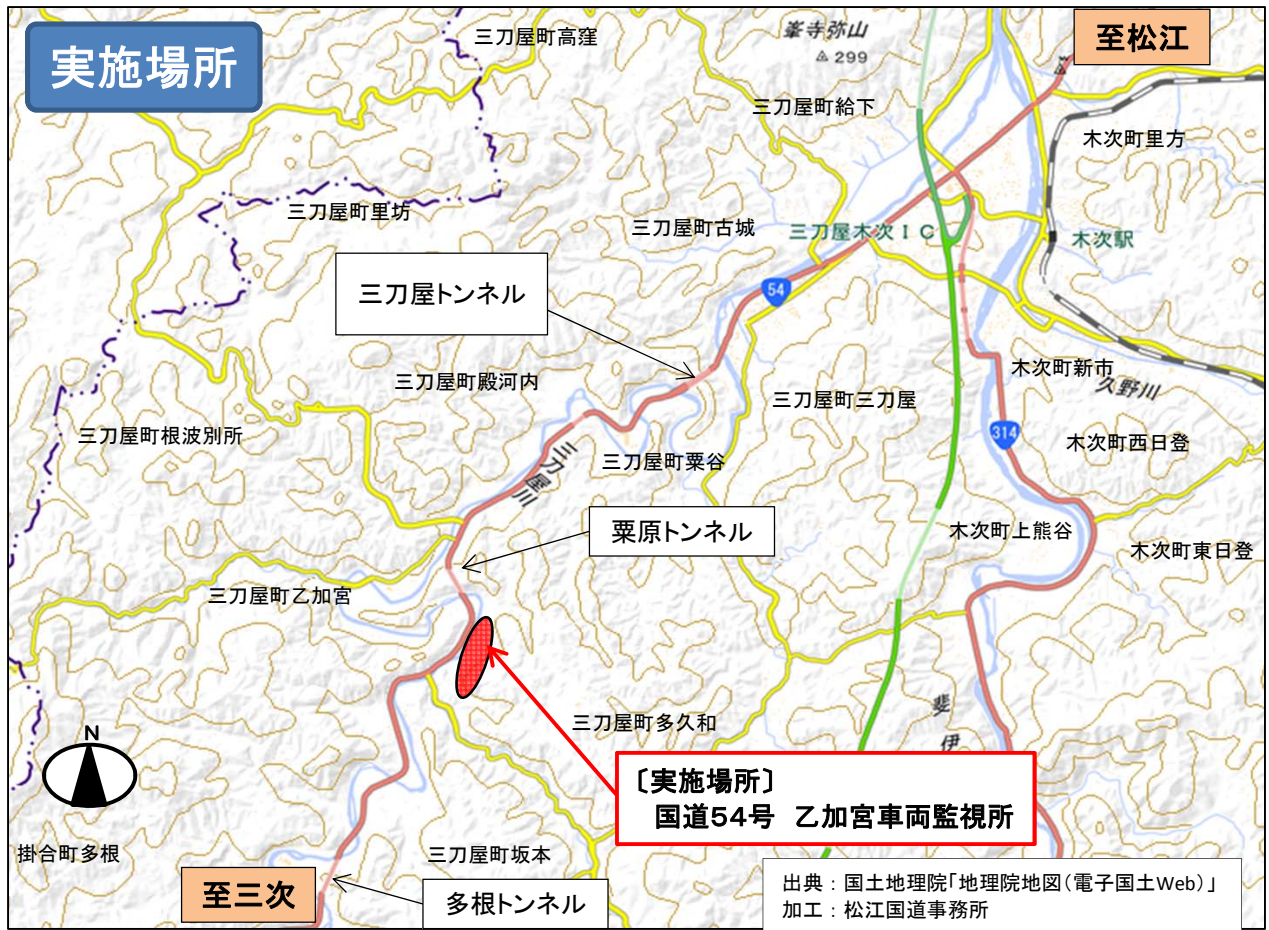 実施場所
三刀屋町高窪
峯寺弥山
299
至松江
三刀屋町給下
木次町里方
三刀屋町里坊
三刀屋町古城
三刀屋木次ＩＣ
木次駅
三刀屋トンネル
54
三刀屋町殿河内
木次町新市
久野川
三刀屋町三刀屋
三刀屋町根波別所
314
木次町西日登
三刀屋町粟谷
三刀屋川
粟原トンネル
木次町上熊谷
木次町東日登
三刀屋町乙加宮
三刀屋町多久和
斐伊
N
〔実施場所〕
国道54号　乙加宮車両監視所
掛合町多根
三刀屋町坂本
至三次
多根トンネル
出典：国土地理院「地理院地図（電子国土Web）」
加工：松江国道事務所